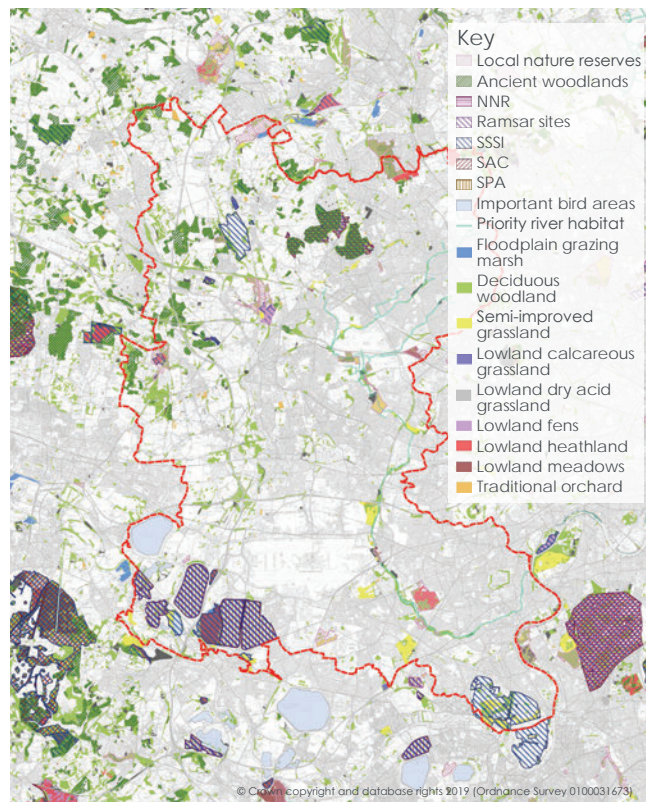 Key
Local nature reserves
Ancient woodlands
NNR
Ramsar sites
SSSI
SAC
SPA
Important bird areas
Priority river habitat
Floodplain grazing
marsh
Deciduous
woodland
Semi-improved
grassland
Lowland calcareous
grassland
Lowland dry acid
grassland
Lowland fens
Lowland heathland
Lowland meadows
Traditional orchard
© Crown copyright and database rights 2019 (Ordnance Survey 0100031673)